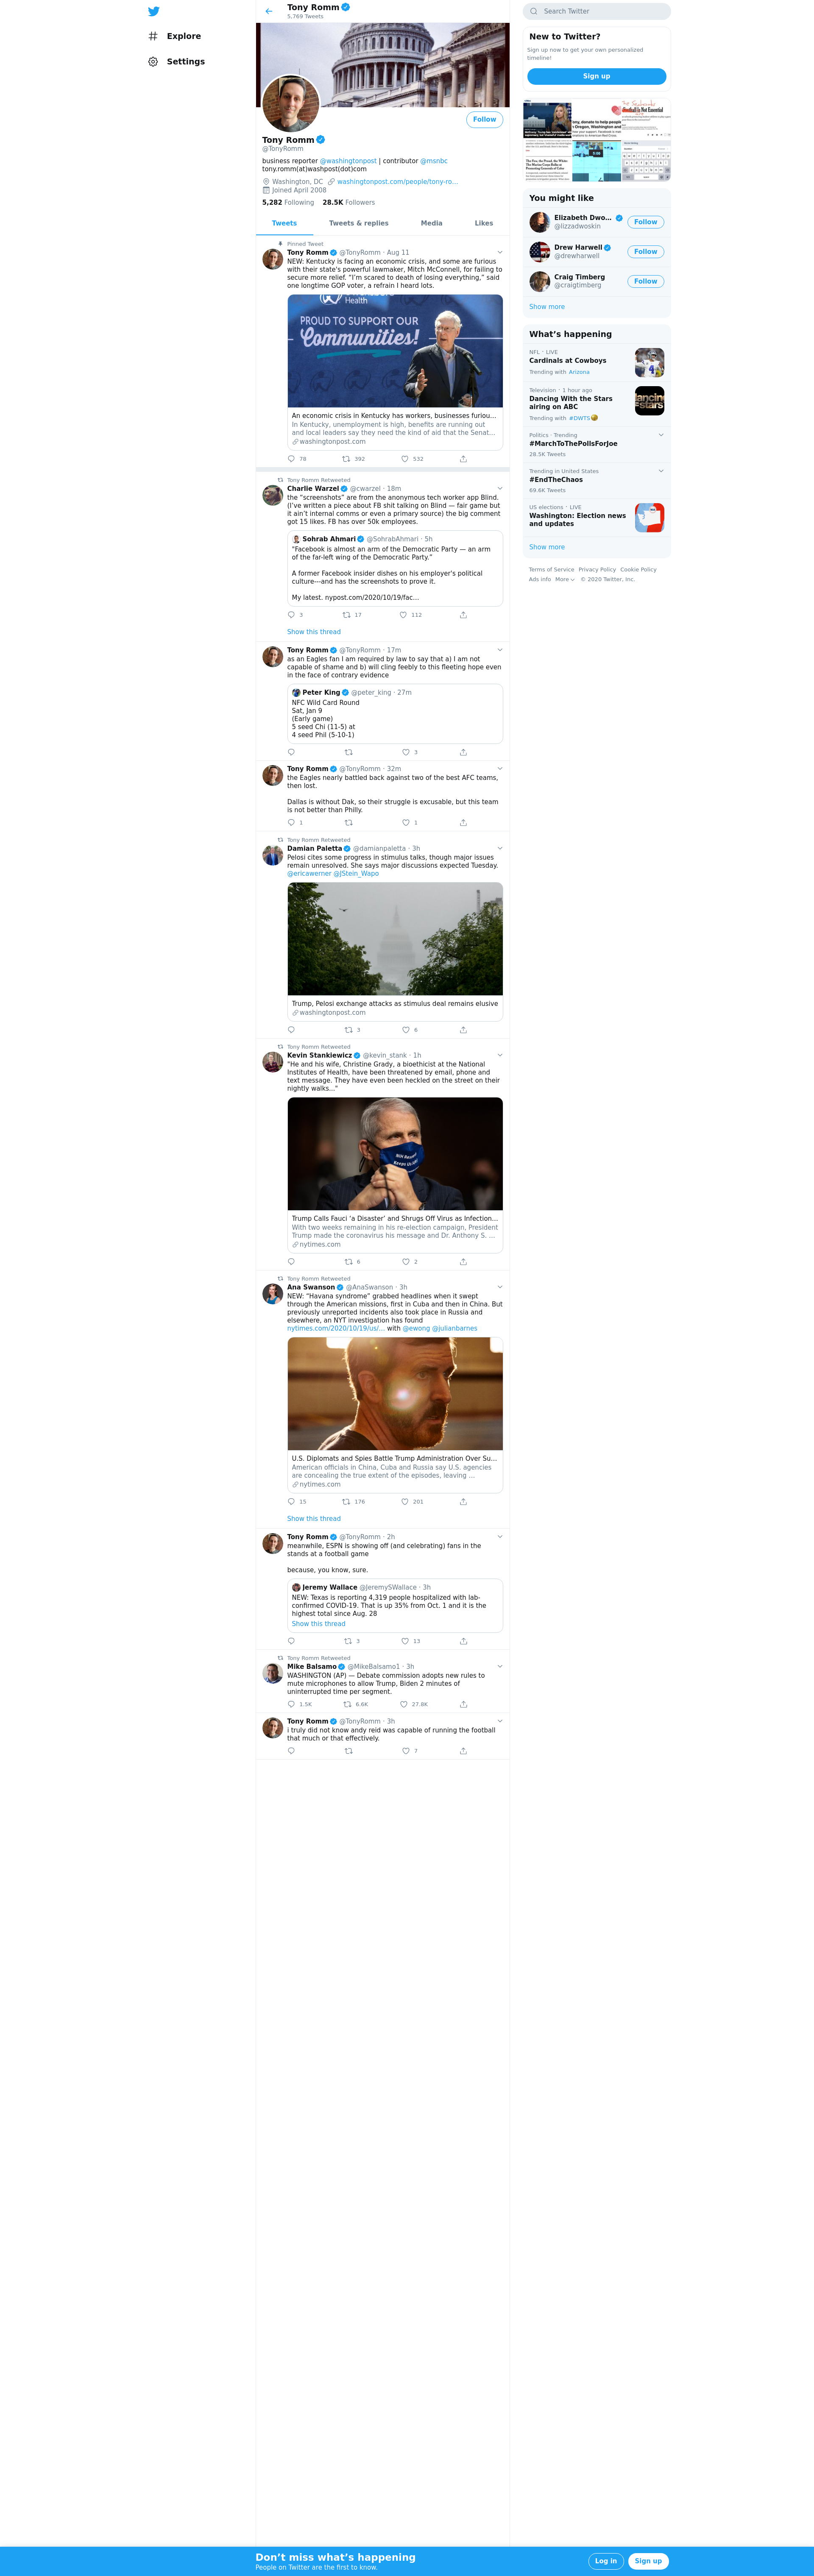 Explore
Settings
Tony Romm
5,769 Tweets
Follow
Tony Romm
@TonyRomm
business reporter @washingtonpost | contributor @msnbc
tony.romm(at)washpost(dot)com
Washington, DC washingtonpost.com/people/tony-ro...
Joined April 2008
5,282 Following 28.5K Followers
Tweets Tweets & replies Media Likes
Pinned Tweet
Tony Romm @TonyRomm · Aug 11
NEW: Kentucky is facing an economic crisis, and some are furious
with their state's powerful lawmaker, Mitch McConnell, for failing to
secure more relief. "I'm scared to death of losing everything," said
one longtime GOP voter, a refrain I heard lots.
Health
PROUD TO SUPPORT OUR
Communities!
An economic crisis in Kentucky has workers, businesses furiou...
In Kentucky, unemployment is high, benefits are running out
and local leaders say they need the kind of aid that the Senat...
washingtonpost.com
78 392 532
Tony Romm Retweeted
Charlie Warzel @cwarzel · 18m
the "screenshots" are from the anonymous tech worker app Blind.
(I've written a piece about FB shit talking on Blind — fair game but
it ain't internal comms or even a primary source) the big comment
got 15 likes. FB has over 50k employees.
Sohrab Ahmari @SohrabAhmari · 5h
"Facebook is almost an arm of the Democratic Party — an arm
of the far-left wing of the Democratic Party."
A former Facebook insider dishes on his employer's political
culture---and has the screenshots to prove it.
My latest. nypost.com/2020/10/19/fac...
3 17 112
Show this thread
Tony Romm @TonyRomm · 17m
as an Eagles fan I am required by law to say that a) I am not
capable of shame and b) will cling feebly to this fleeting hope even
in the face of contrary evidence
Peter King @peter_king · 27m
NFC Wild Card Round
Sat, Jan 9
(Early game)
5 seed Chi (11-5) at
4 seed Phil (5-10-1)
3
Tony Romm @TonyRomm · 32m
the Eagles nearly battled back against two of the best AFC teams,
then lost.
Dallas is without Dak, so their struggle is excusable, but this team
is not better than Philly.
1 1
Tony Romm Retweeted
Damian Paletta @damianpaletta · 3h
Pelosi cites some progress in stimulus talks, though major issues
remain unresolved. She says major discussions expected Tuesday.
@ericawerner @JStein_Wapo
Trump, Pelosi exchange attacks as stimulus deal remains elusive
washingtonpost.com
3 6
Tony Romm Retweeted
Kevin Stankiewicz @kevin_stank · 1h
"He and his wife, Christine Grady, a bioethicist at the National
Institutes of Health, have been threatened by email, phone and
text message. They have even been heckled on the street on their
nightly walks..."
Trump Calls Fauci 'a Disaster' and Shrugs Off Virus as Infection...
With two weeks remaining in his re-election campaign, President
Trump made the coronavirus his message and Dr. Anthony S. ...
nytimes.com
6 2
Tony Romm Retweeted
Ana Swanson @AnaSwanson · 3h
NEW: "Havana syndrome" grabbed headlines when it swept
through the American missions, first in Cuba and then in China. But
previously unreported incidents also took place in Russia and
elsewhere, an NYT investigation has found
nytimes.com/2020/10/19/us/... with @ewong @julianbarnes
U.S. Diplomats and Spies Battle Trump Administration Over Su...
American officials in China, Cuba and Russia say U.S. agencies
are concealing the true extent of the episodes, leaving ...
nytimes.com
15 176 201
Show this thread
Tony Romm @TonyRomm · 2h
meanwhile, ESPN is showing off (and celebrating) fans in the
stands at a football game
because, you know, sure.
Jeremy Wallace @JeremySWallace · 3h
NEW: Texas is reporting 4,319 people hospitalized with lab-
confirmed COVID-19. That is up 35% from Oct. 1 and it is the
highest total since Aug. 28
Show this thread
3 13
Tony Romm Retweeted
Mike Balsamo @MikeBalsamo1 · 3h
WASHINGTON (AP) — Debate commission adopts new rules to
mute microphones to allow Trump, Biden 2 minutes of
uninterrupted time per segment.
1.5K 6.6K 27.8K
Tony Romm @TonyRomm · 3h
i truly did not know andy reid was capable of running the football
that much or that effectively.
7
Search Twitter
New to Twitter?
Sign up now to get your own personalized
timeline!
Sign up
You might like
Elizabeth Dwo...
@lizzadwoskin
Follow
Drew Harwell
@drewharwell
Follow
Craig Timberg
@craigtimberg
Follow
Show more
What's happening
NFL · LIVE
Cardinals at Cowboys
Trending with Arizona
Television · 1 hour ago
Dancing With the Stars
airing on ABC
Trending with #DWTS
Politics · Trending
#MarchToThePollsForJoe
28.5K Tweets
Trending in United States
#EndTheChaos
69.6K Tweets
US elections · LIVE
Washington: Election news
and updates
Show more
Terms of Service Privacy Policy Cookie Policy
Ads info More © 2020 Twitter, Inc.
Don't miss what's happening
People on Twitter are the first to know.
Log in
Sign up